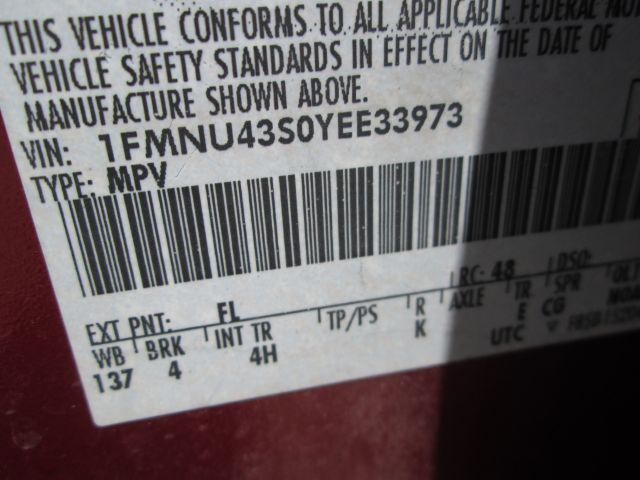 THIS VEHICLE CONFORMS TO ALL APPLICABLE FEDERAL
VEHICLE SAFETY STANDARDS IN EFFECT ON THE DATE OF
MANUFACTURE SHOWN ABOVE.
VIN: 1FMNU43S0YEE33973
TYPE: MPV
RC: 48 DSO:
EXT PNT: FL
WB BRK INT TR TP/PS R AXLE TR SPR
137 4 4H K E CG
UTC